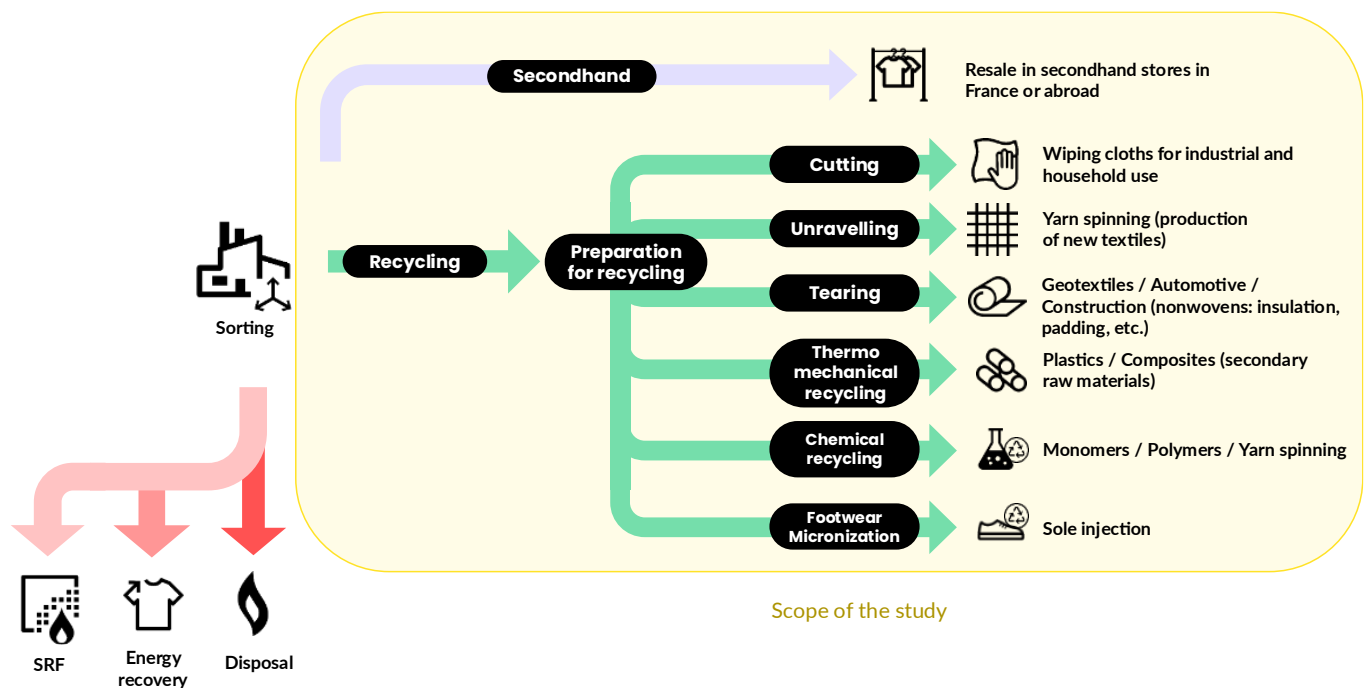 Secondhand
Resale in secondhand stores in
France or abroad
Cutting
Wiping cloths for industrial and
household use
Unravelling
Yarn spinning (production
of new textiles)
Recycling
Preparation
for recycling
Tearing
Geotextiles / Automotive /
Construction (nonwovens: insulation,
padding, etc.)
Sorting
Thermo
mechanical
recycling
Plastics / Composites (secondary
raw materials)
Chemical
recycling
Monomers / Polymers / Yarn spinning
Footwear
Micronization
Sole injection
Scope of the study
SRF
Energy
recovery
Disposal